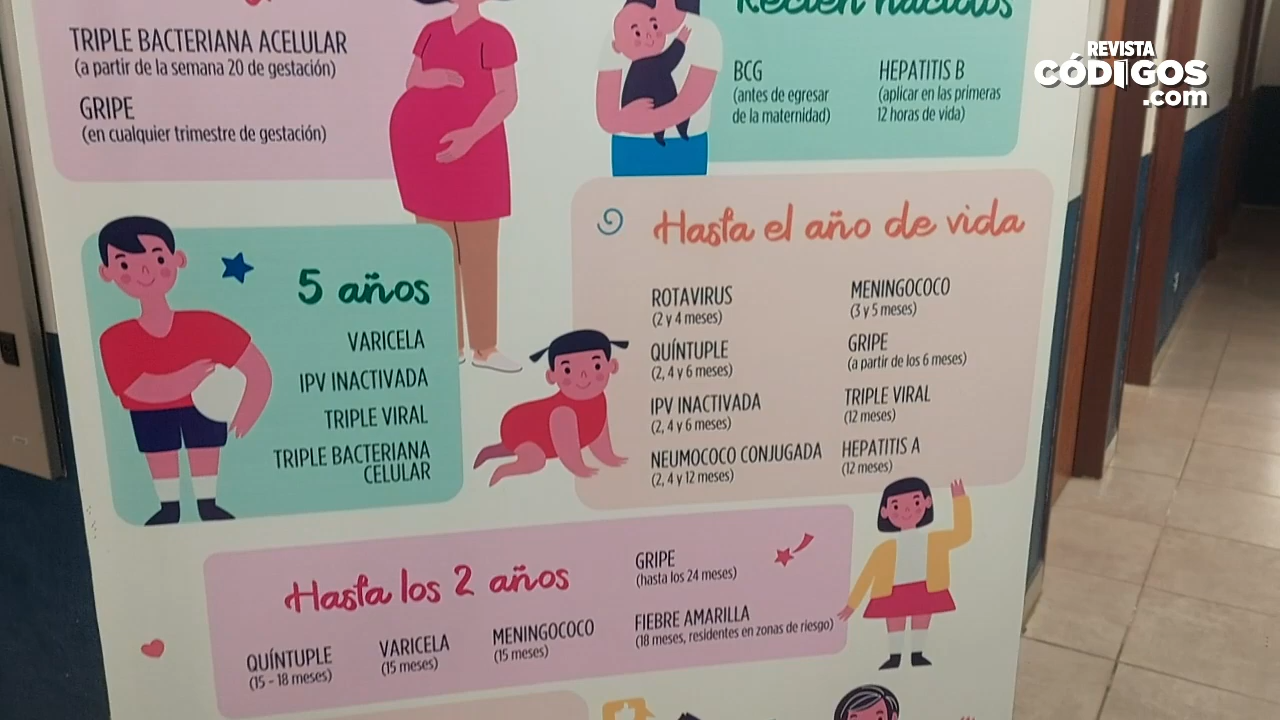 TRIPLE BACTERIANA ACELULAR
(a partir de la semana 20 de gestación)
GRIPE
(en cualquier trimestre de gestación)
Recién nacidos
BCG
(antes de egresar
de la maternidad)
HEPATITIS B
(aplicar en las primeras
12 horas de vida)
REVISTA
CÓDIGOS
.com
5 años
VARICELA
IPV INACTIVADA
TRIPLE VIRAL
TRIPLE BACTERIANA
CELULAR
Hasta el año de vida
ROTAVIRUS
(2 y 4 meses)
QUÍNTUPLE
(2, 4 y 6 meses)
IPV INACTIVADA
(2, 4 y 6 meses)
NEUMOCOCO CONJUGADA
(2, 4 y 12 meses)
MENINGOCOCO
(3 y 5 meses)
GRIPE
(a partir de los 6 meses)
TRIPLE VIRAL
(12 meses)
HEPATITIS A
(12 meses)
Hasta los 2 años
QUÍNTUPLE
(15 - 18 meses)
VARICELA
(15 meses)
MENINGOCOCO
(15 meses)
GRIPE
(hasta los 24 meses)
FIEBRE AMARILLA
(18 meses, residentes en zonas de riesgo)